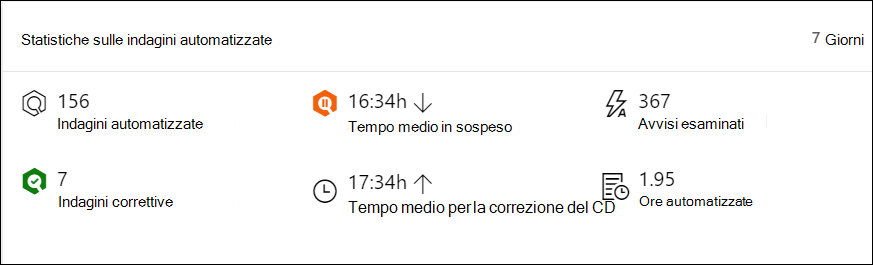 Statistiche sulle indagini automatizzate
7 Giorni
156
Indagini automatizzate
16:34h
Tempo medio in sospeso
367
Avvisi esaminati
7
Indagini correttive
17:34h
Tempo medio per la correzione del CD
1.95
Ore automatizzate